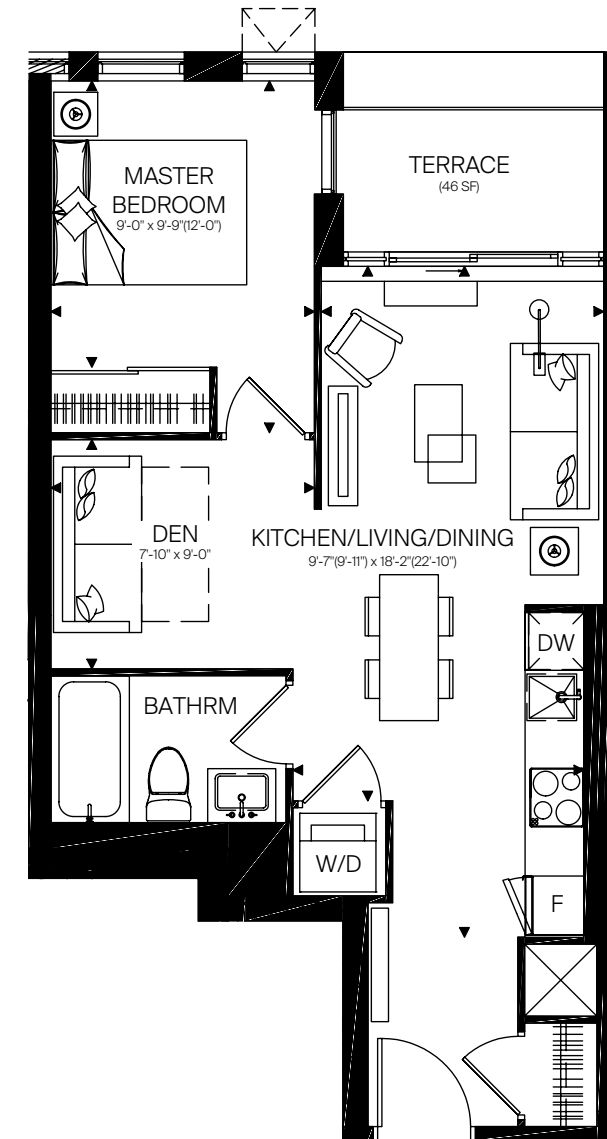 MASTER
BEDROOM
9'-0" x 9'-9"(12'-0")
TERRACE
(46 SF)
DEN
7'-10" x 9'-0"
KITCHEN/LIVING/DINING
9'-7"(9'-11") x 18'-2"(22'-10")
DW
BATHRM
W/D
F